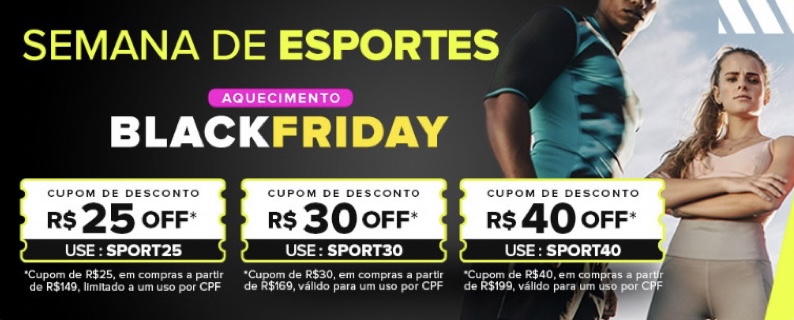 SEMANA DE ESPORTES
AQUECIMENTO
BLACKFRIDAY
CUPOM DE DESCONTO
R$ 25 OFF*
USE : SPORT25
*Cupom de R$25, em compras a partir
de R$149, limitado a um uso por CPF
CUPOM DE DESCONTO
R$ 30 OFF*
USE : SPORT30
*Cupom de R$30, em compras a partir
de R$169, válido para um uso por CPF
CUPOM DE DESCONTO
R$ 40 OFF*
USE : SPORT40
*Cupom de R$40, em compras a partir
de R$199, válido para um uso por CPF